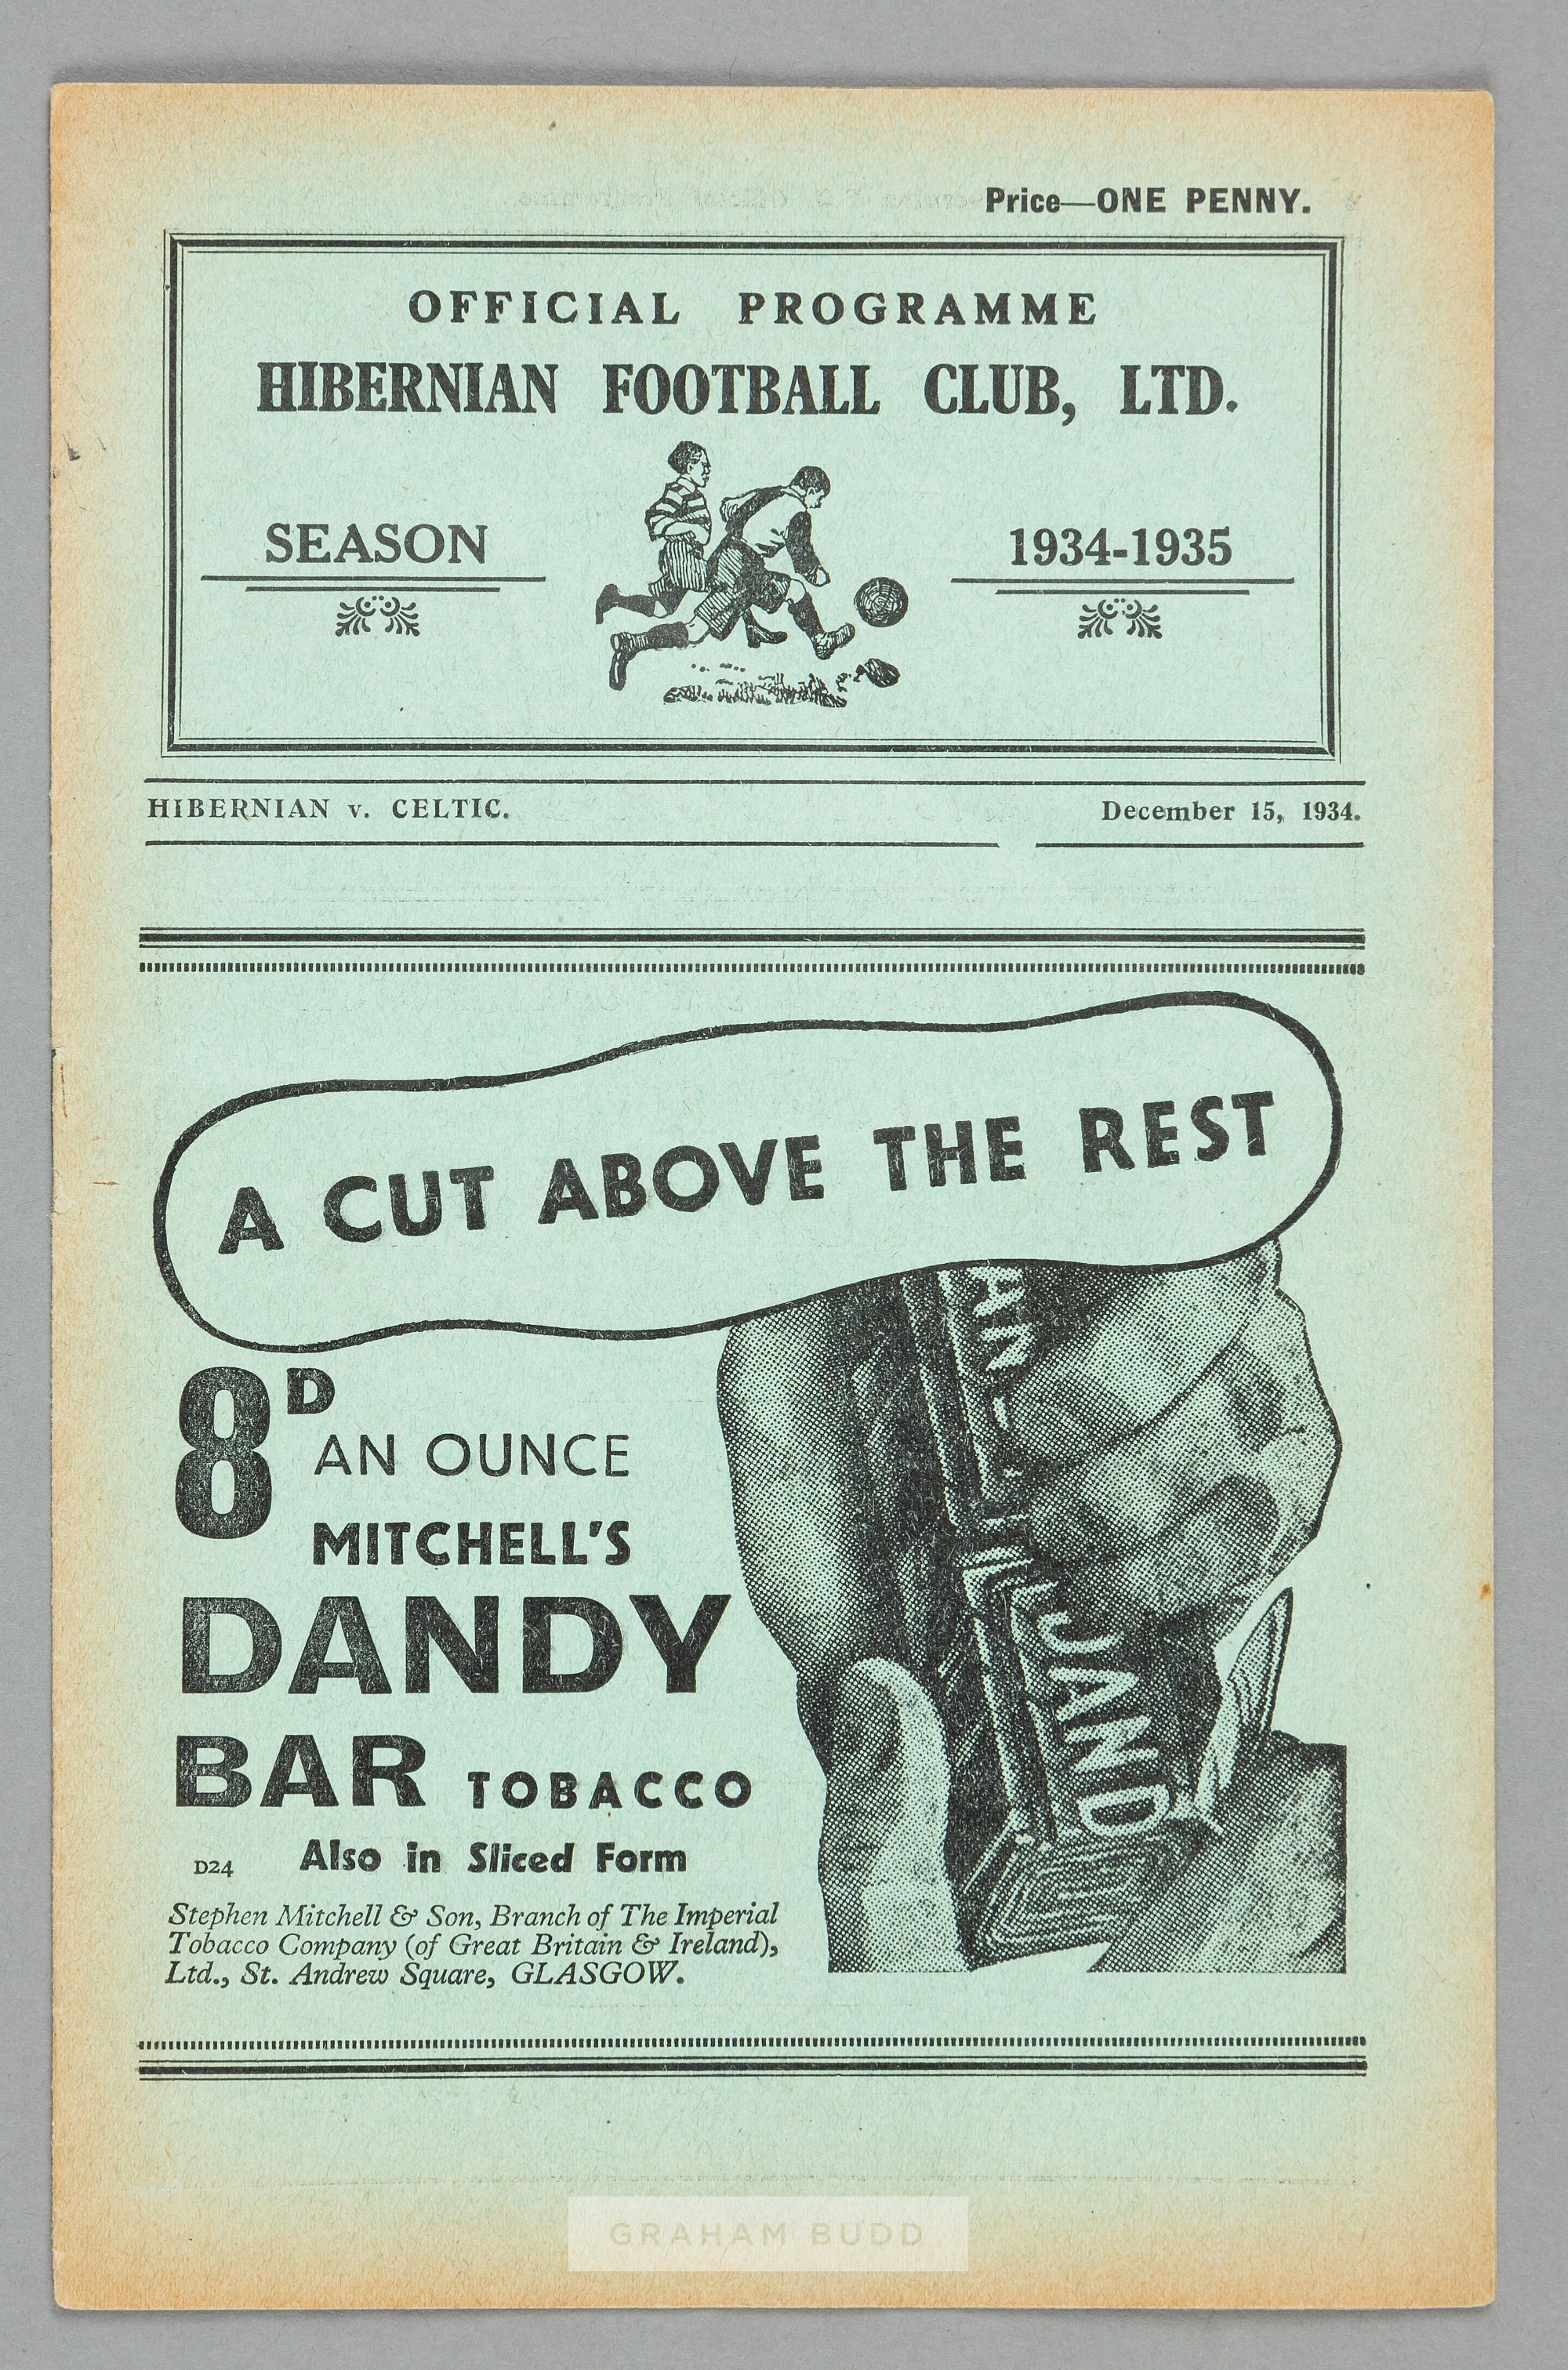 Price—ONE PENNY.
OFFICIAL PROGRAMME
HIBERNIAN FOOTBALL CLUB, LTD.
SEASON 1934-1935
HIBERNIAN v. CELTIC. December 15, 1934.
A CUT ABOVE THE REST
8D
AN OUNCE
MITCHELL'S
DANDY
BAR TOBACCO
D24 Also in Sliced Form
Stephen Mitchell & Son, Branch of The Imperial
Tobacco Company (of Great Britain & Ireland),
Ltd., St. Andrew Square, GLASGOW.
GRAHAM BUDD